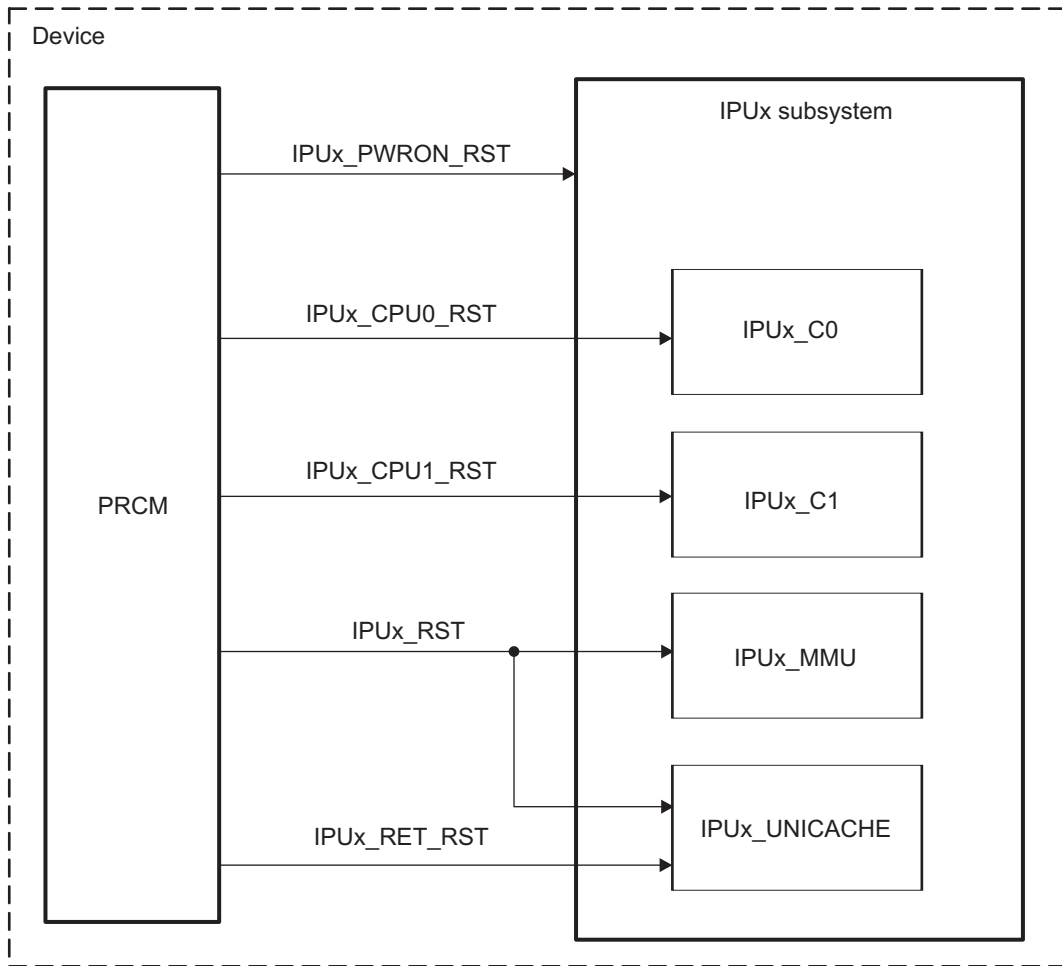 Device
IPUx subsystem
IPUx_PWRON_RST
IPUx_CPU0_RST
IPUx_C0
IPUx_CPU1_RST
IPUx_C1
PRCM
IPUx_RST
IPUx_MMU
IPUx_RET_RST
IPUx_UNICACHE